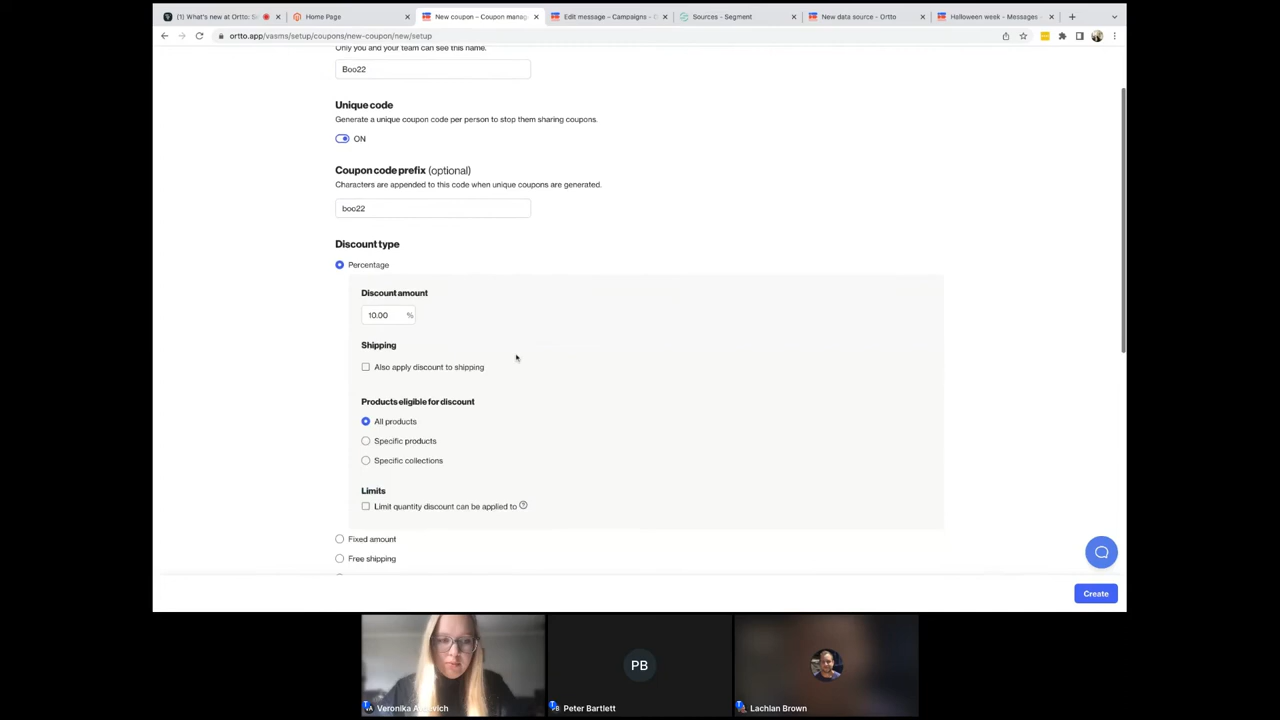 (1) What's new at Ortto: S
Home Page
New coupon – Coupon manag
Edit message – Campaigns - O
Sources - Segment
New data source - Ortto
Halloween week - Messages -
ortto.app/vasms/setup/coupons/new-coupon/new/setup
Only you and your team can see this name.
Boo22
Unique code
Generate a unique coupon code per person to stop them sharing coupons.
ON
Coupon code prefix (optional)
Characters are appended to this code when unique coupons are generated.
boo22
Discount type
Percentage
Discount amount
10.00 %
Shipping
Also apply discount to shipping
Products eligible for discount
All products
Specific products
Specific collections
Limits
Limit quantity discount can be applied to ?
Fixed amount
Free shipping
Create
PB
Veronika
Peter Bartlett
Lachlan Brown